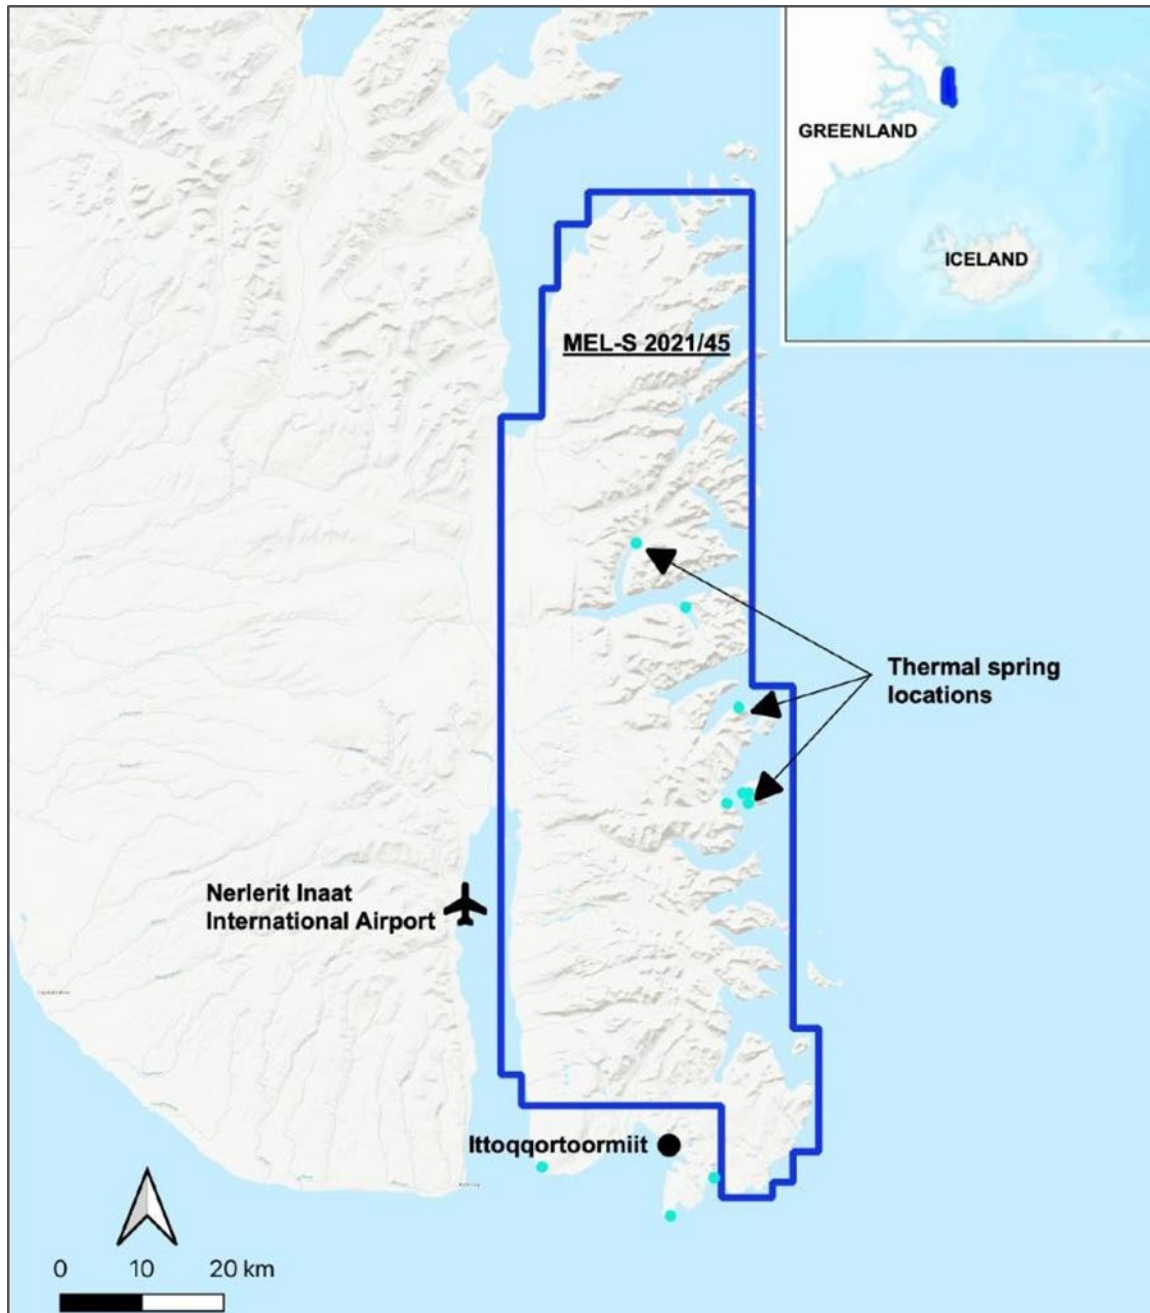 GREENLAND
ICELAND
MEL-S 2021/45
Thermal spring
locations
Nerlerit Inaat
International Airport
Ittoqqortoormiit
0 10 20 km